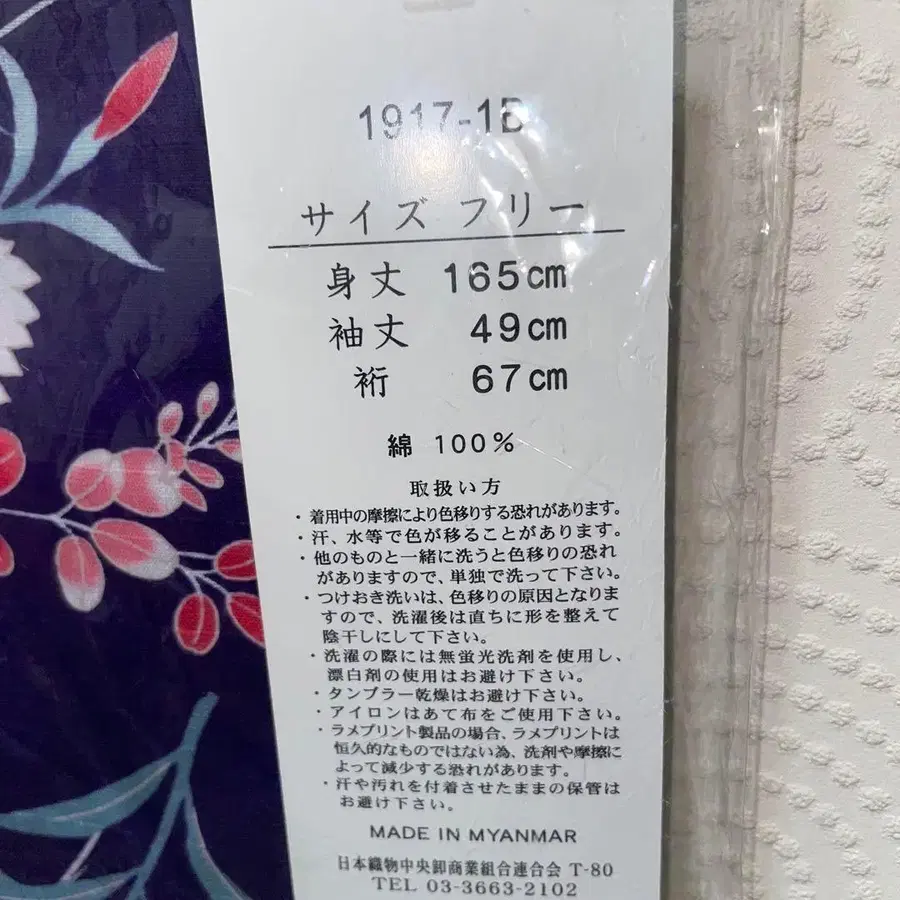 1917-1B
サイズ フリー
身丈 165cm
袖丈 49cm
裄 67cm
綿 100%
取扱い方
・着用中の摩擦により色移りする恐れがあります。
・汗、水等で色が移ることがあります。
・他のものと一緒に洗うと色移りの恐れ
がありますので、単独で洗って下さい。
・つけおき洗いは、色移りの原因となりま
すので、洗濯後は直ちに形を整えて
陰干しにして下さい。
・洗濯の際には無蛍光洗剤を使用し、
漂白剤の使用はお避け下さい。
・タンブラー乾燥はお避け下さい。
・アイロンはあて布をご使用下さい。
・ラメプリント製品の場合、ラメプリントは
恒久的なものではない為、洗剤や摩擦に
よって減少する恐れがあります。
・汗や汚れを付着させたままの保管は
お避け下さい。
MADE IN MYANMAR
日本織物中央卸商業組合連合会 T-80
TEL 03-3663-2102